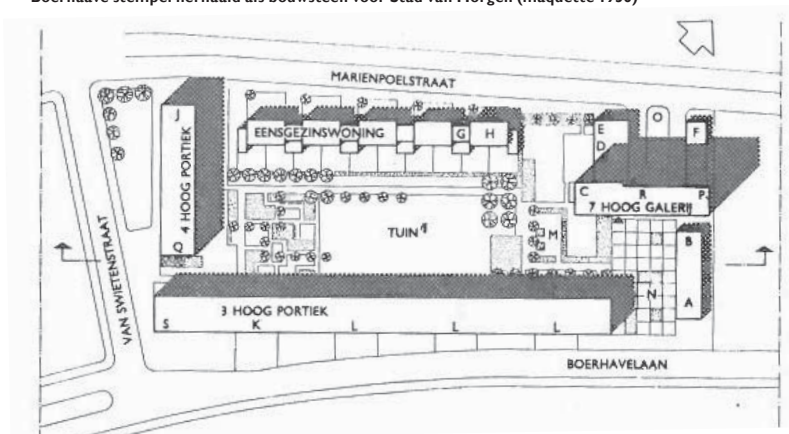 MARIENPOELSTRAAT
J
4 HOOG PORTIEK
Q
EENSGEZINSWONING
G
H
E
D
O
F
C
R
P
7 HOOG GALERIJ
VAN SWIETENSTRAAT
TUIN
M
B
A
N
3 HOOG PORTIEK
S
K
L
L
L
BOERHAVELAAN